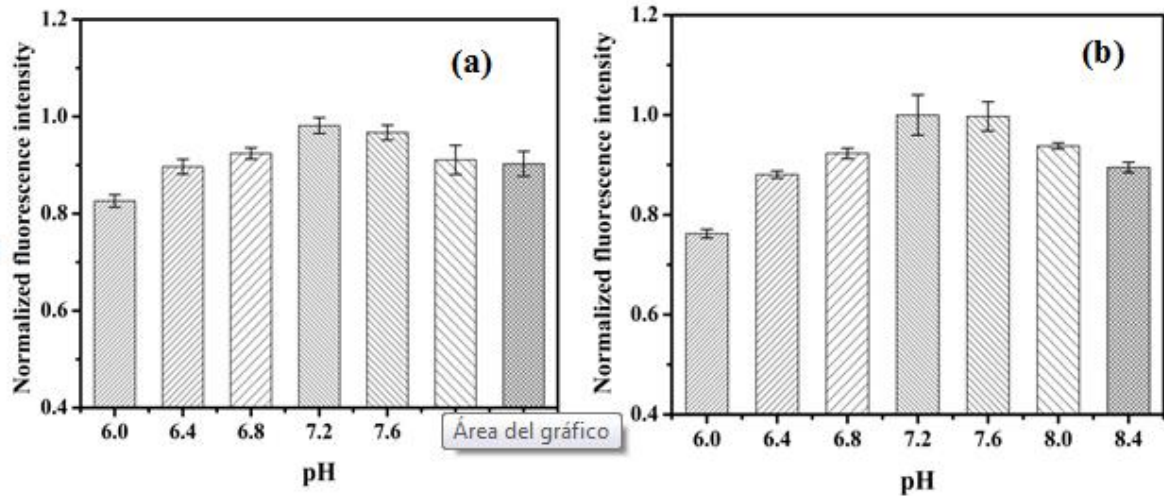 (a)
Normalized fluorescence intensity
1.2
1.0
0.8
0.6
0.4
6.0 6.4 6.8 7.2 7.6
pH
Área del gráfico
(b)
Normalized fluorescence intensity
1.2
1.0
0.8
0.6
0.4
6.0 6.4 6.8 7.2 7.6 8.0 8.4
pH